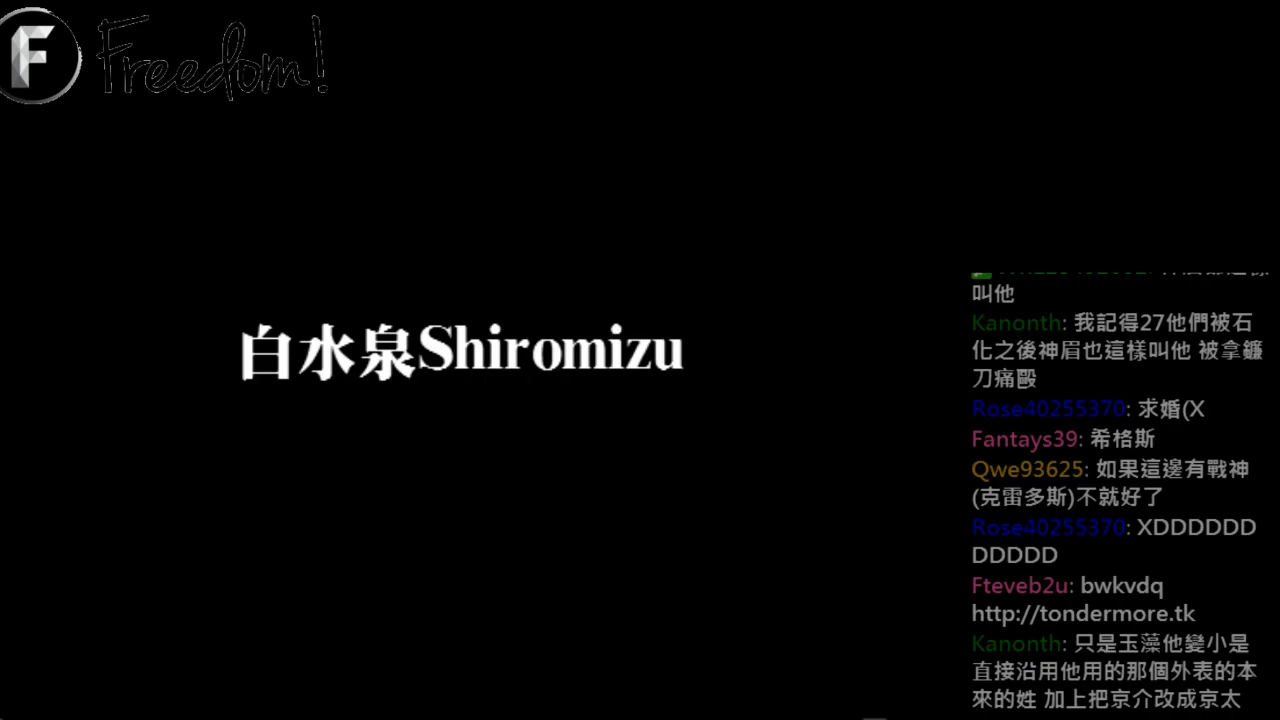 F Freedom!
白水泉Shiromizu
叫他
Kanonth: 我記得27他們被石
化之後神眉也這樣叫他 被拿鐮
刀痛毆
Rose40255370: 求婚(X
Fantays39: 希格斯
Qwe93625: 如果這邊有戰神
(克雷多斯)不就好了
Rose40255370: XDDDDDD
DDDDD
Fteveb2u: bwkvdq
http://tondermore.tk
Kanonth: 只是玉藻他變小是
直接沿用他用的那個外表的本
來的姓 加上把京介改成京太